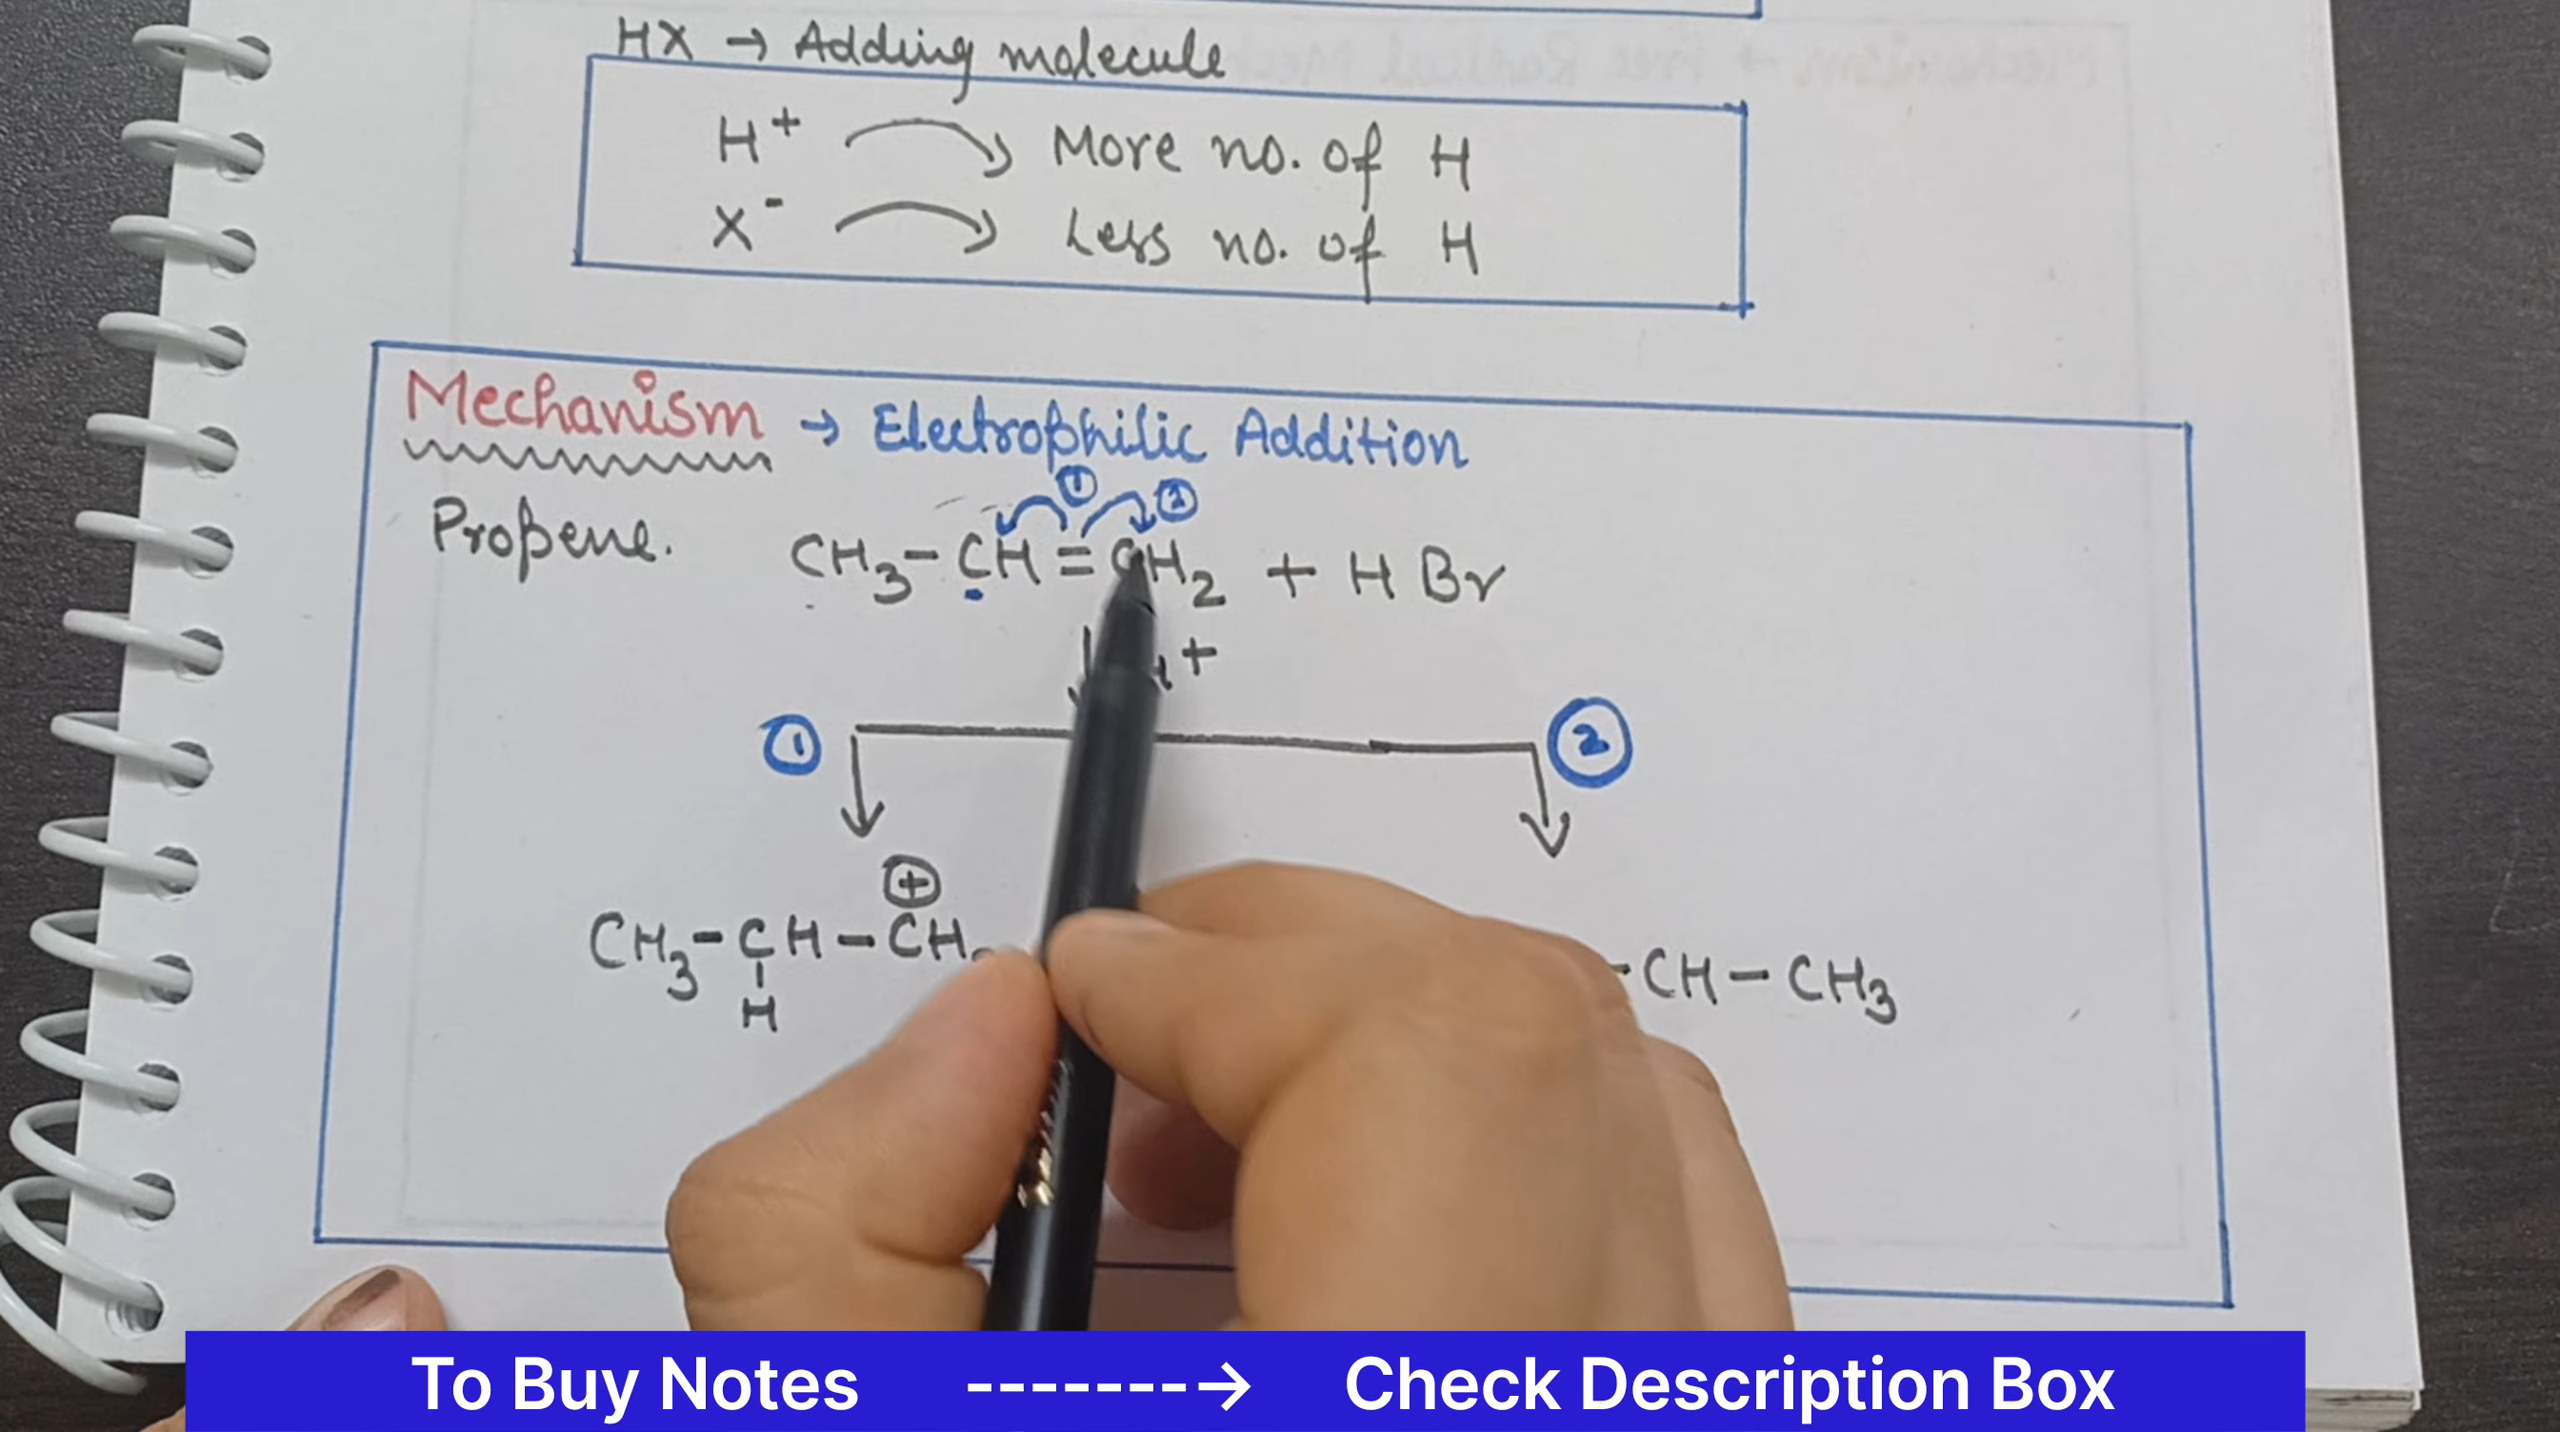 HX → Adding molecule
H⁺ → More no. of H
X⁻ → Less no. of H
Mechanism → Electrophilic Addition
① ②
Propene. CH₃-CH=CH₂ + H Br
+
① ②
⊕
CH₃-CH-CH -CH-CH₃
H
To Buy Notes -------→ Check Description Box